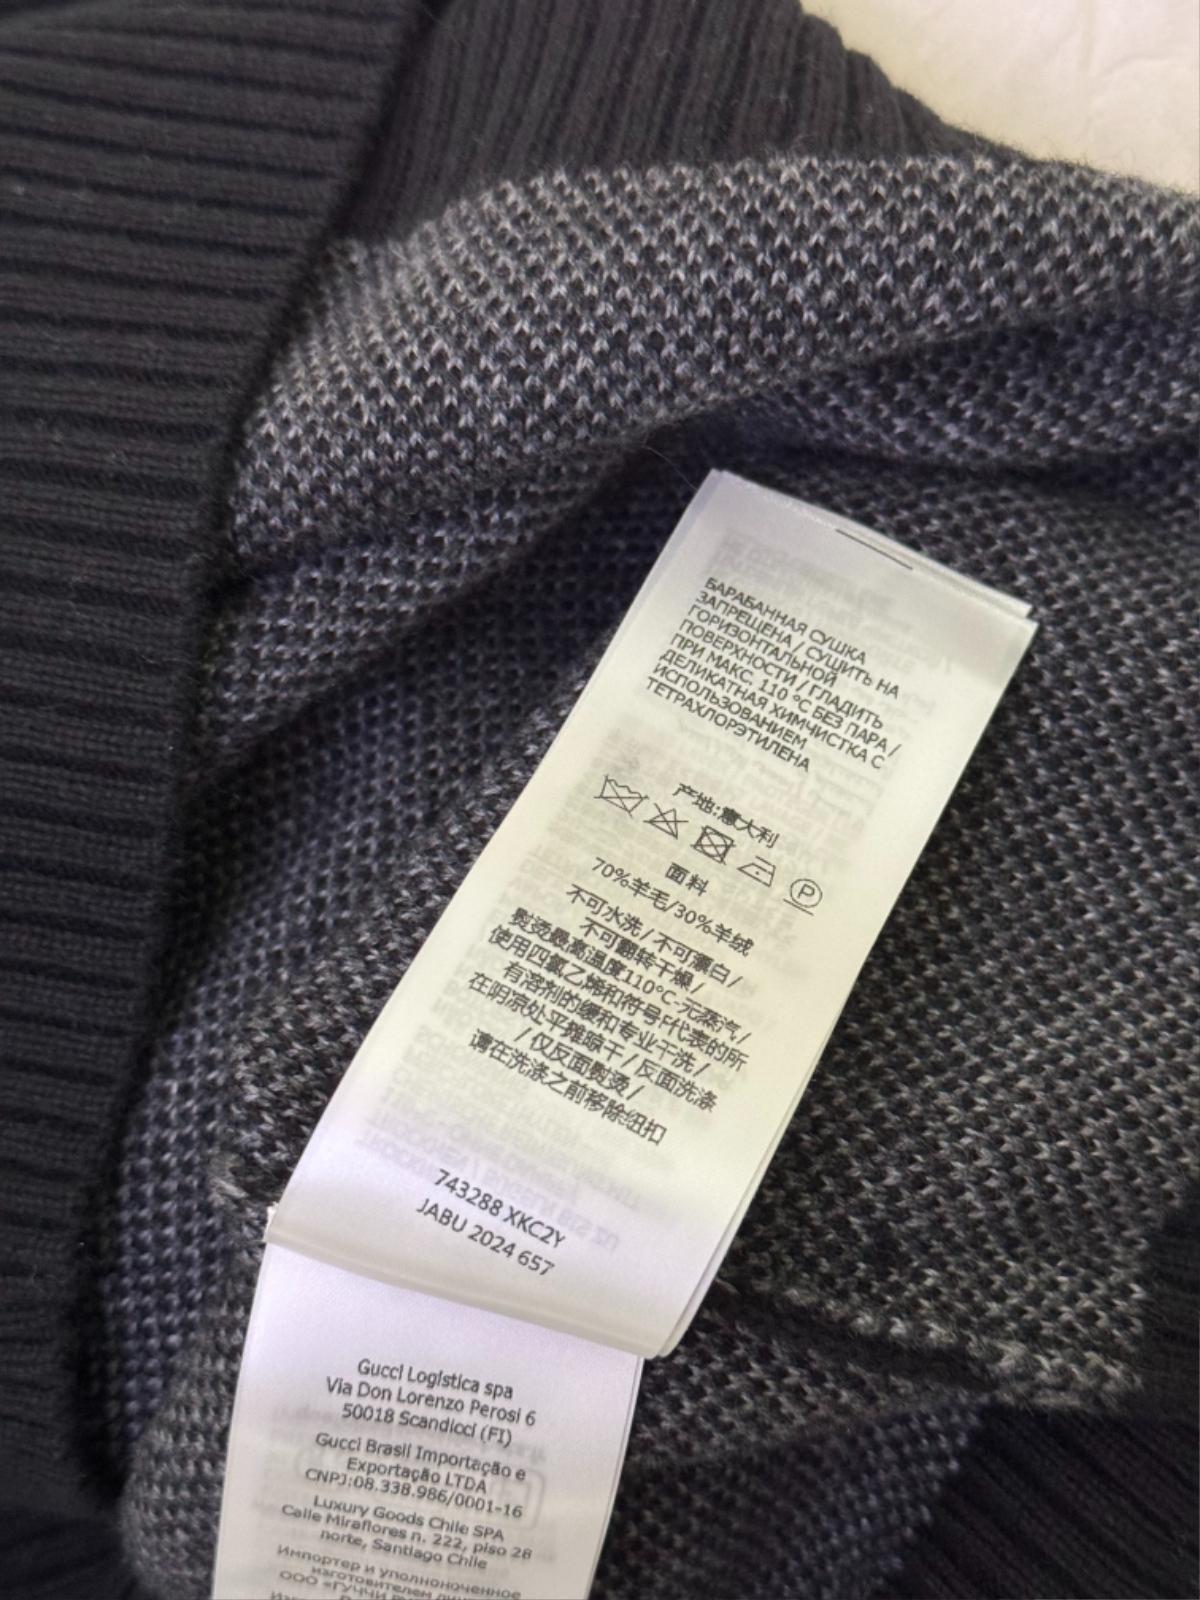 БАРАБАННАЯ СУШКА
ЗАПРЕЩЕНА / СУШИТЬ НА
ГОРИЗОНТАЛЬНОЙ
ПОВЕРХНОСТИ / ГЛАДИТЬ
ПРИ МАКС. 110 °C БЕЗ ПАРА /
ДЕЛИКАТНАЯ ХИМЧИСТКА С
ИСПОЛЬЗОВАНИЕМ
ТЕТРАХЛОРЭТИЛЕНА
产地:意大利
P
面料
70%羊毛/30%羊绒
不可水洗/不可漂白/
不可翻转干燥/
熨烫最高温度110°C-无蒸汽/
使用四氯乙烯和符号F代表的所
有溶剂的缓和专业干洗/
在阴凉处平摊晾干/反面洗涤
/仅反面熨烫/
请在洗涤之前移除纽扣
743288 XKC2Y
JABU 2024 657
Gucci Logistica spa
Via Don Lorenzo Perosi 6
50018 Scandicci (FI)
Gucci Brasil Importação e
Exportação LTDA
CNPJ:08.338.986/0001-16
Luxury Goods Chile SPA
Calle Miraflores n. 222, piso 28
norte, Santiago Chile
Импортер и уполноноченное
изготовителем
ООО «ГУЧЧИ